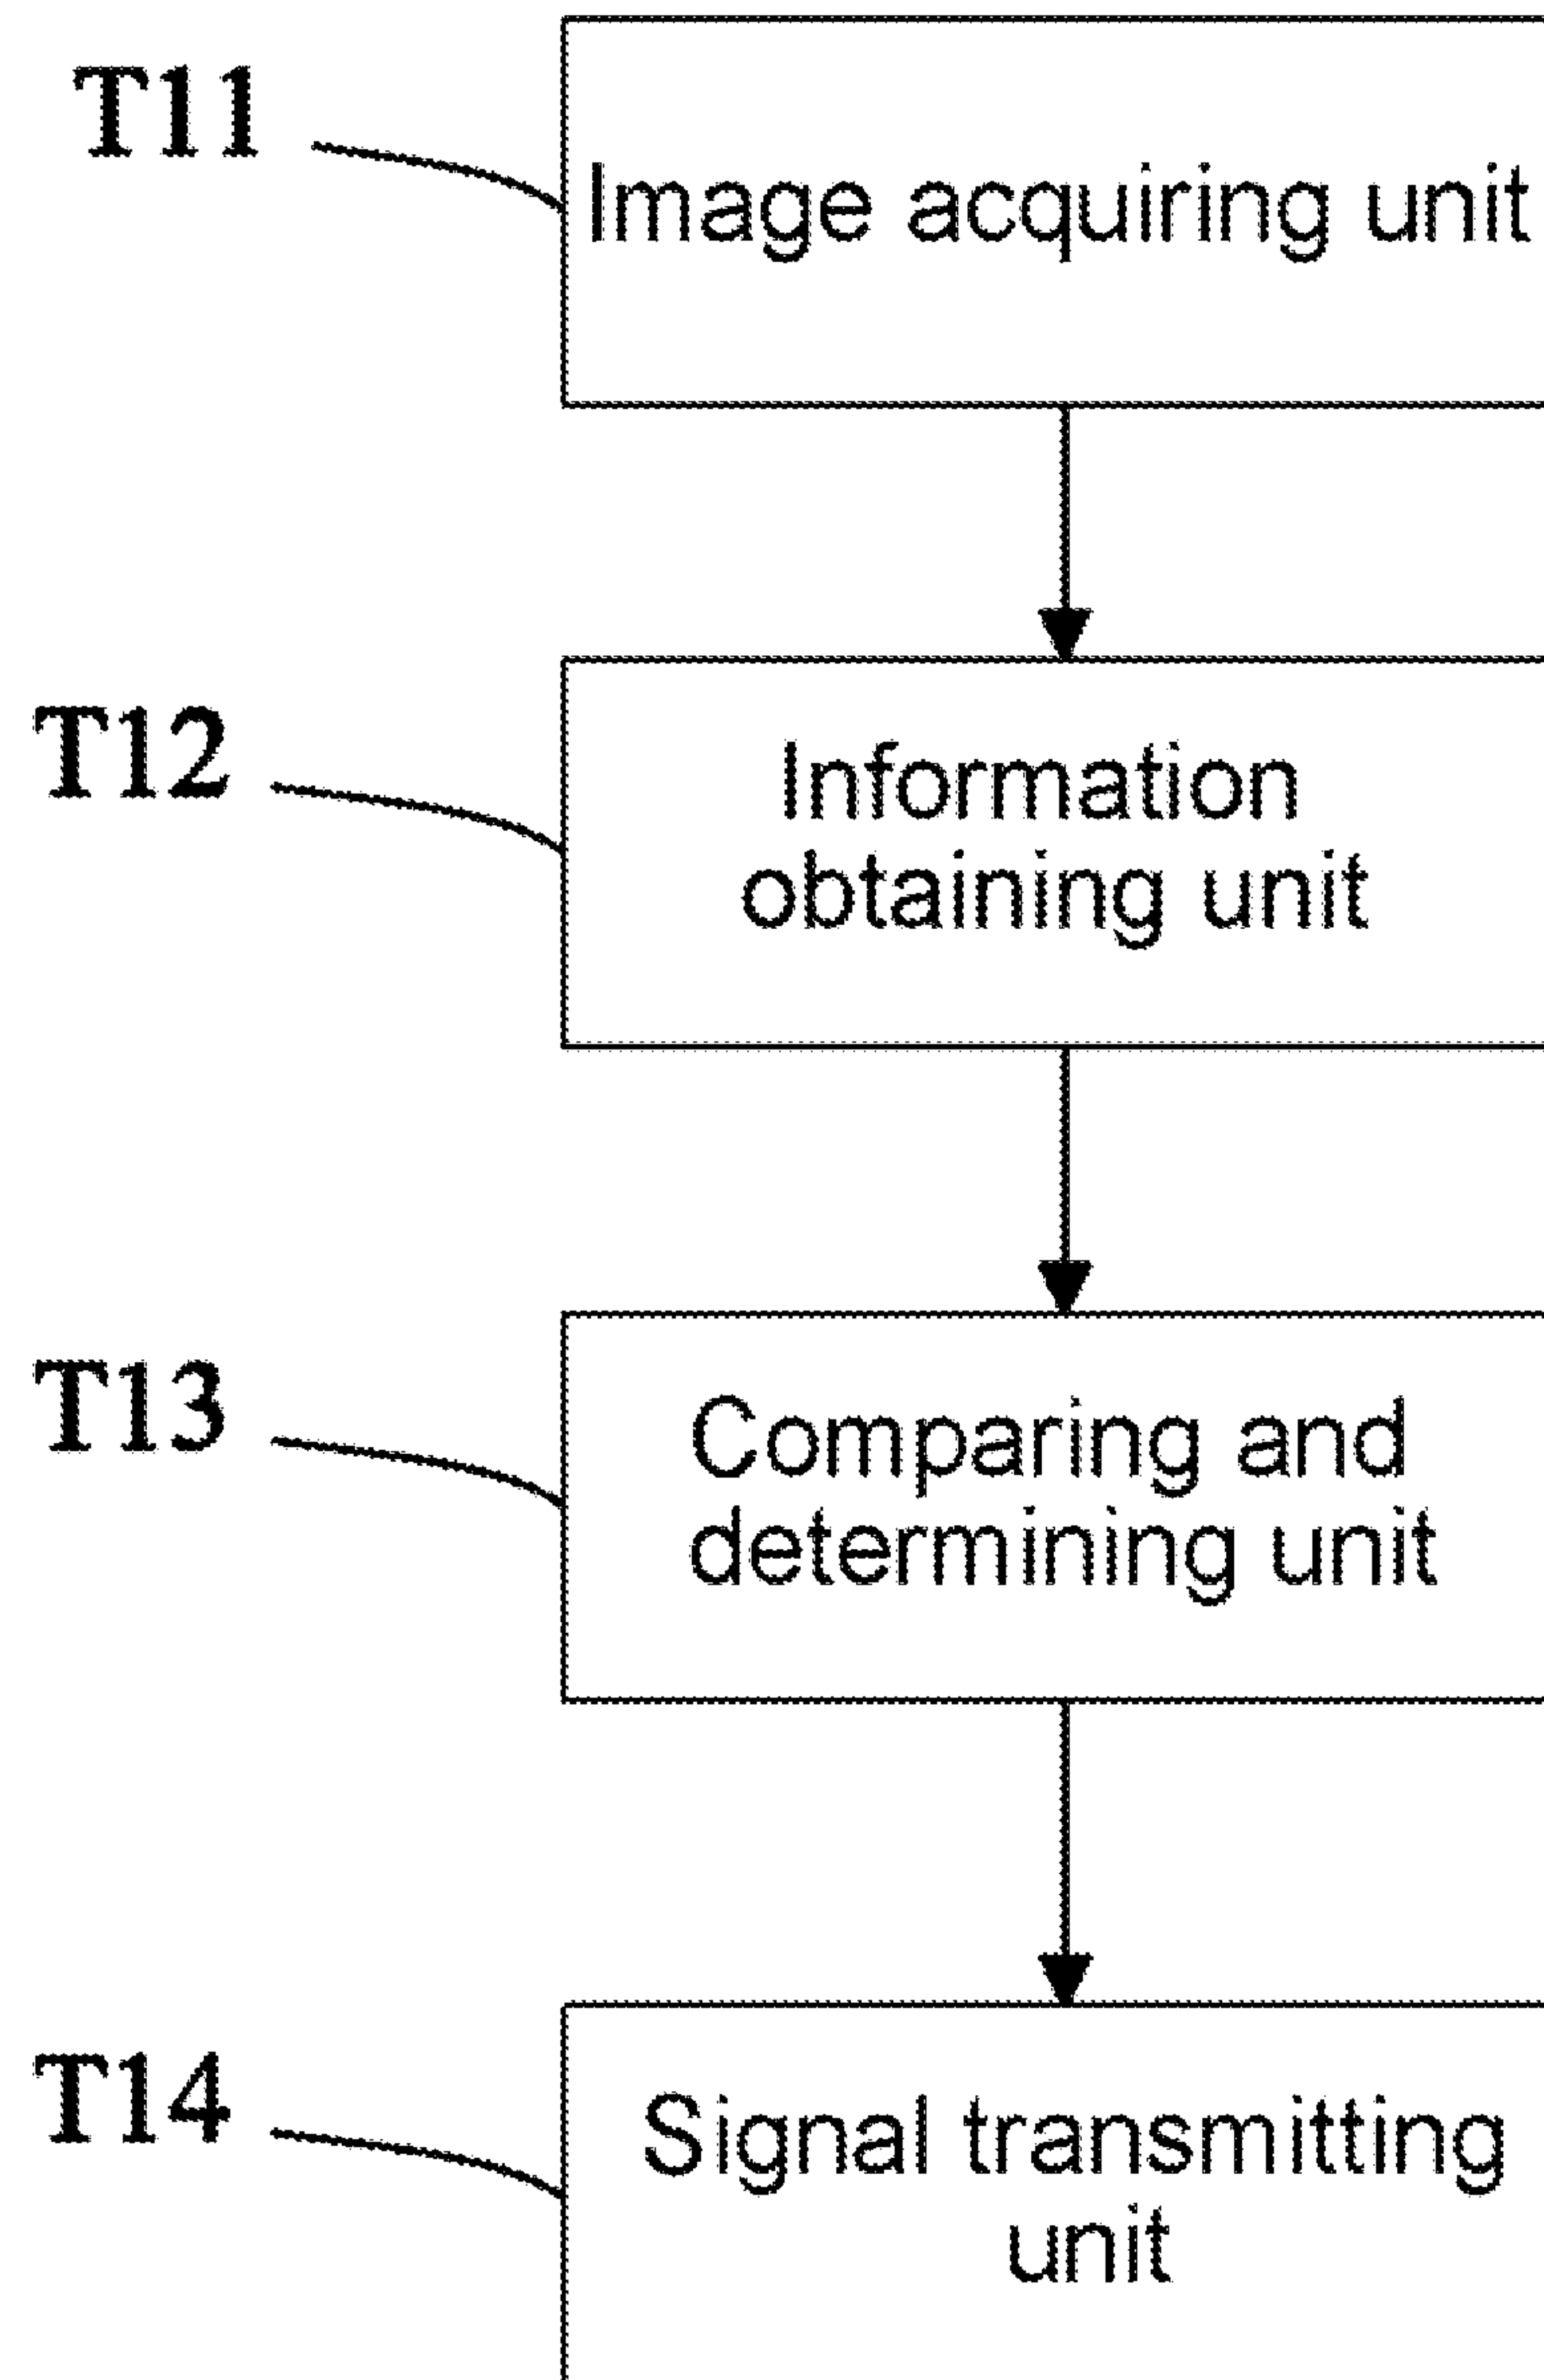 T11
Image acquiring unit
T12
Information
obtaining unit
T13
Comparing and
determining unit
T14
Signal transmitting
unit